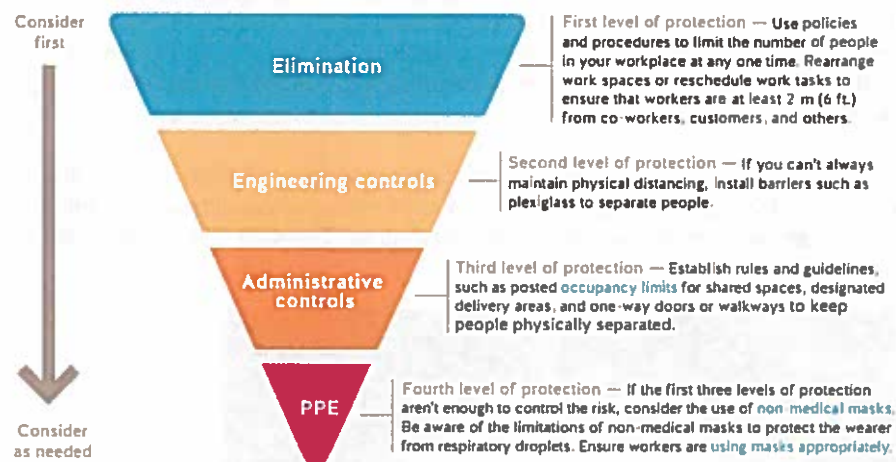 Consider
first
Elimination
First level of protection — Use policies
and procedures to limit the number of people
in your workplace at any one time. Rearrange
work spaces or reschedule work tasks to
ensure that workers are at least 2 m (6 ft.)
from co-workers, customers, and others.
Engineering controls
Second level of protection — If you can't always
maintain physical distancing, install barriers such as
plexiglass to separate people.
Administrative
controls
Third level of protection — Establish rules and guidelines,
such as posted occupancy limits for shared spaces, designated
delivery areas, and one-way doors or walkways to keep
people physically separated.
PPE
Fourth level of protection — If the first three levels of protection
aren't enough to control the risk, consider the use of non-medical masks.
Be aware of the limitations of non-medical masks to protect the wearer
from respiratory droplets. Ensure workers are using masks appropriately.
Consider
as needed